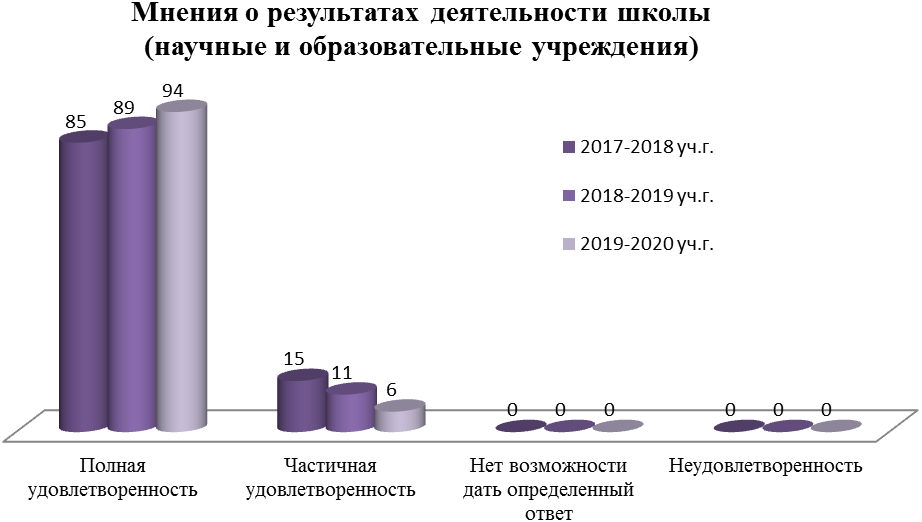 Мнения о результатах деятельности школы
(научные и образовательные учреждения)
85
89
94
15
11
6
0
0
0
0
0
0
2017-2018 уч.г.
2018-2019 уч.г.
2019-2020 уч.г.
Полная
удовлетворенность
Частичная
удовлетворенность
Нет возможности
дать определенный
ответ
Неудовлетворенность